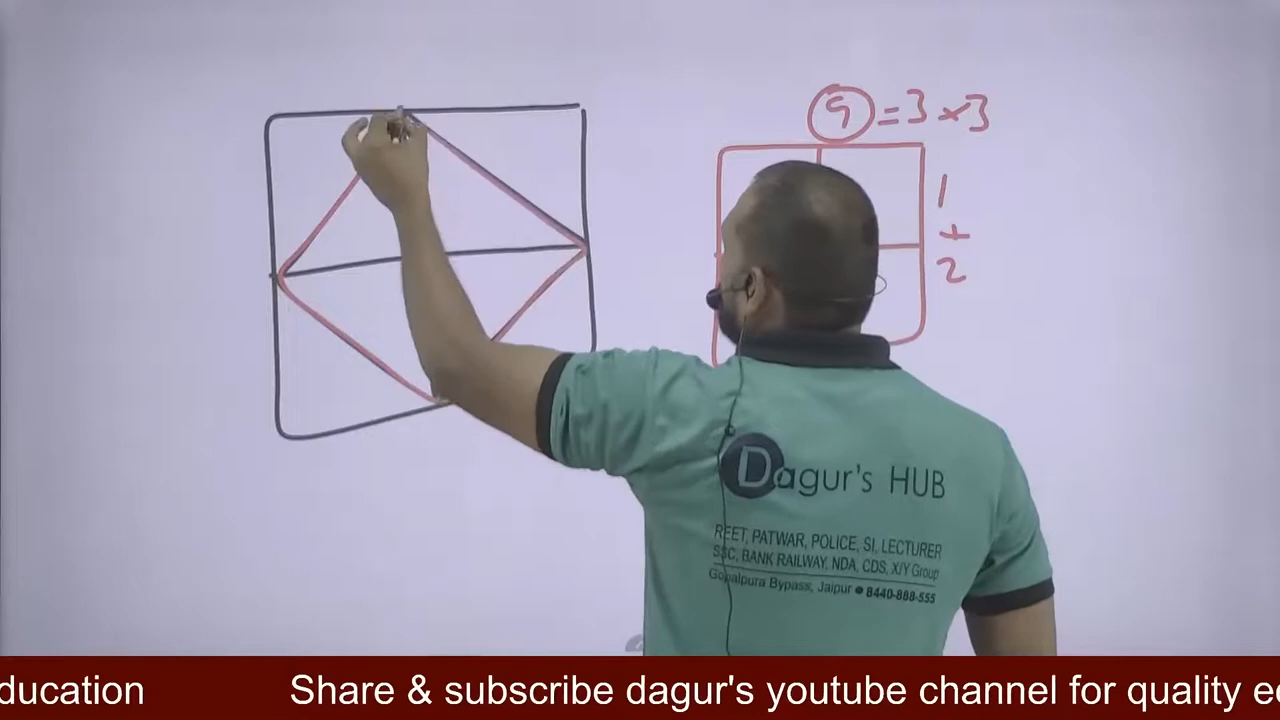 9 = 3 × 3
1
+
2
Dagur's HUB
REET, PATWAR, POLICE, SI, LECTURER
SSC, BANK RAILWAY, NDA, CDS, X/Y Group
Gopalpura Bypass, Jaipur ● 8440-888-555
ducation Share & subscribe dagur's youtube channel for quality e